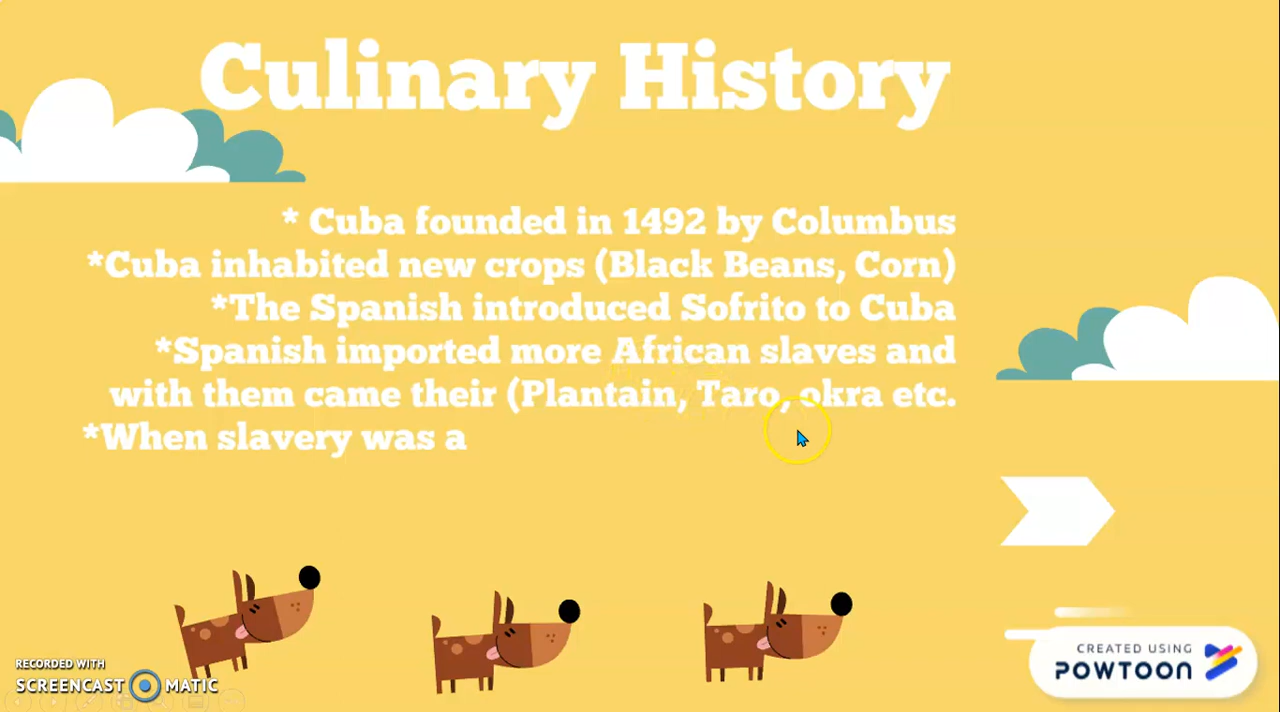 Culinary History
* Cuba founded in 1492 by Columbus
*Cuba inhabited new crops (Black Beans, Corn)
*The Spanish introduced Sofrito to Cuba
*Spanish imported more African slaves and
with them came their (Plantain, Taro, okra etc.
*When slavery was a
CREATED USING
POWTOON
RECORDED WITH
SCREENCAST MATIC